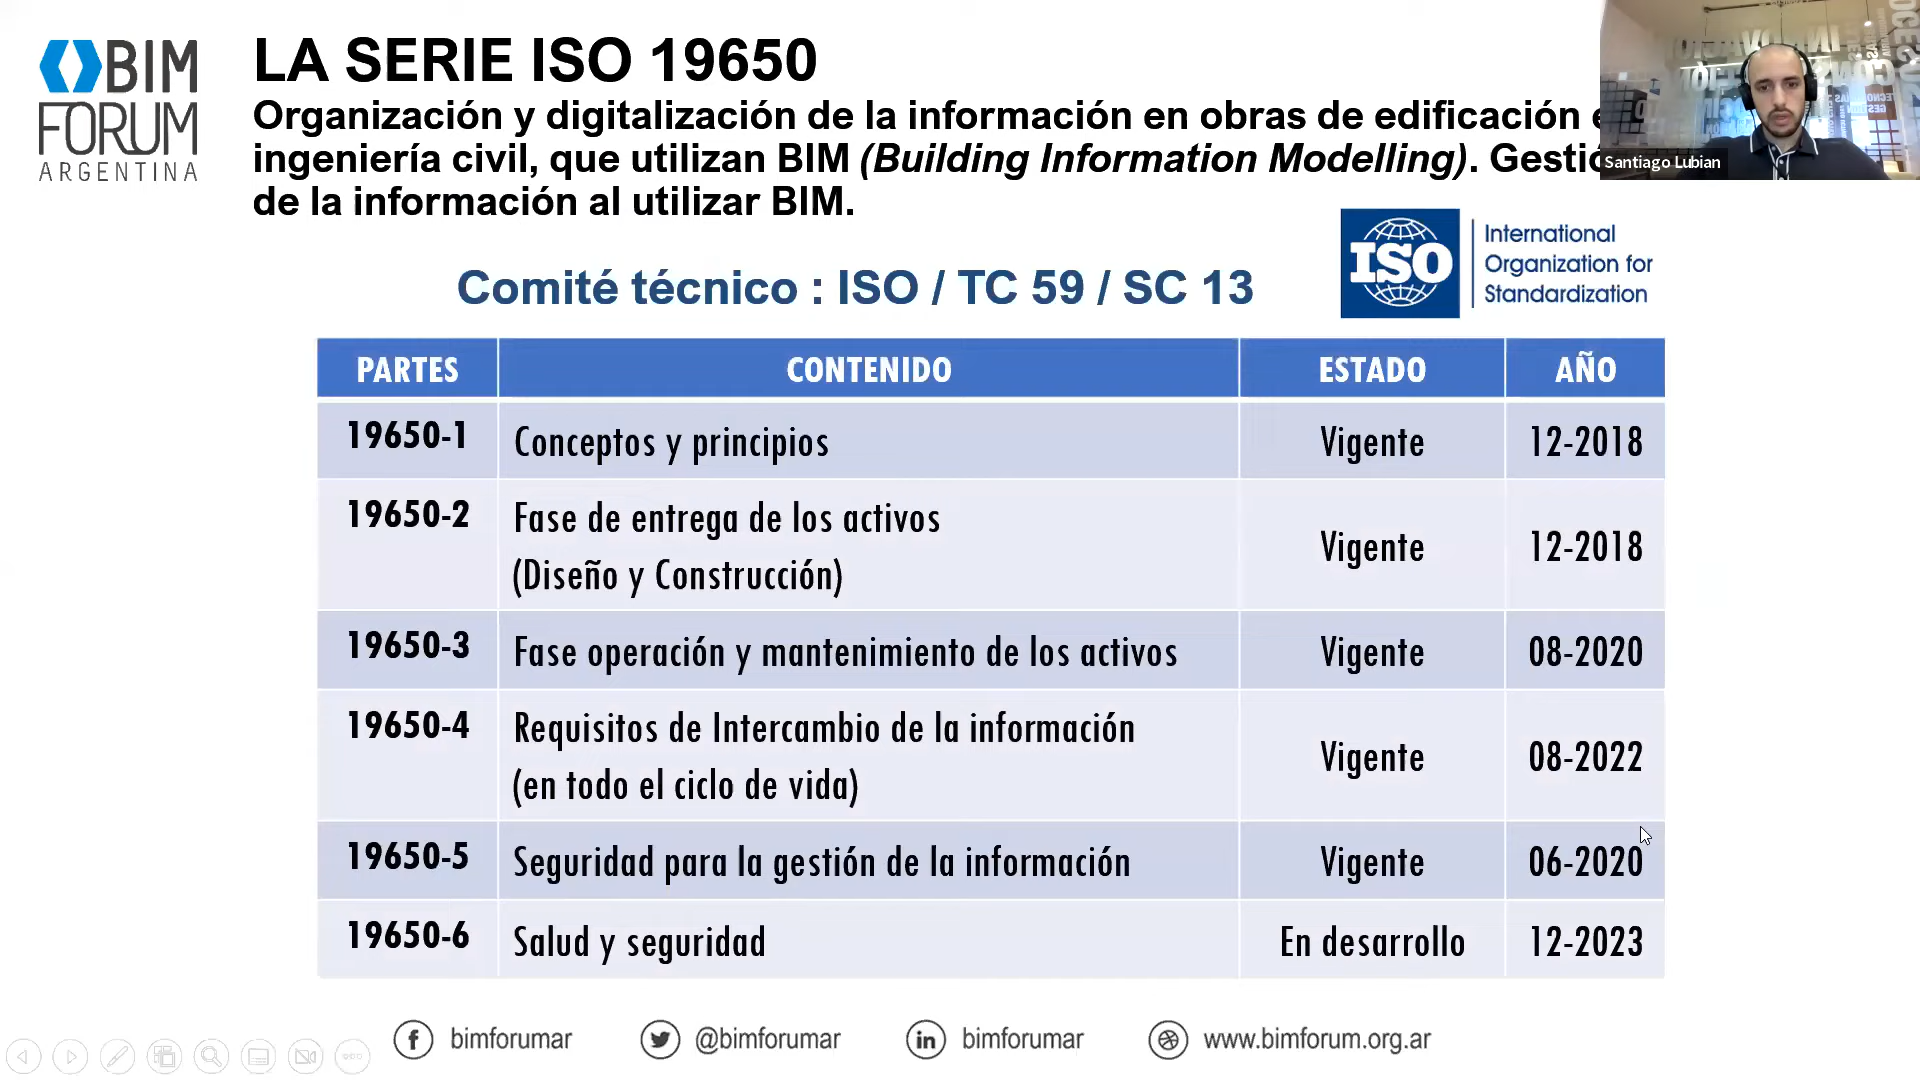 BIM
FORUM
ARGENTINA
LA SERIE ISO 19650
Organización y digitalización de la información en obras de edificación e
ingeniería civil, que utilizan BIM (Building Information Modelling). Gestió
de la información al utilizar BIM.
Santiago Lubian
Comité técnico : ISO / TC 59 / SC 13
ISO
International
Organization for
Standardization
PARTES CONTENIDO ESTADO AÑO
19650-1 Conceptos y principios Vigente 12-2018
19650-2 Fase de entrega de los activos
(Diseño y Construcción) Vigente 12-2018
19650-3 Fase operación y mantenimiento de los activos Vigente 08-2020
19650-4 Requisitos de Intercambio de la información
(en todo el ciclo de vida) Vigente 08-2022
19650-5 Seguridad para la gestión de la información Vigente 06-2020
19650-6 Salud y seguridad En desarrollo 12-2023
bimforumar @bimforumar bimforumar www.bimforum.org.ar